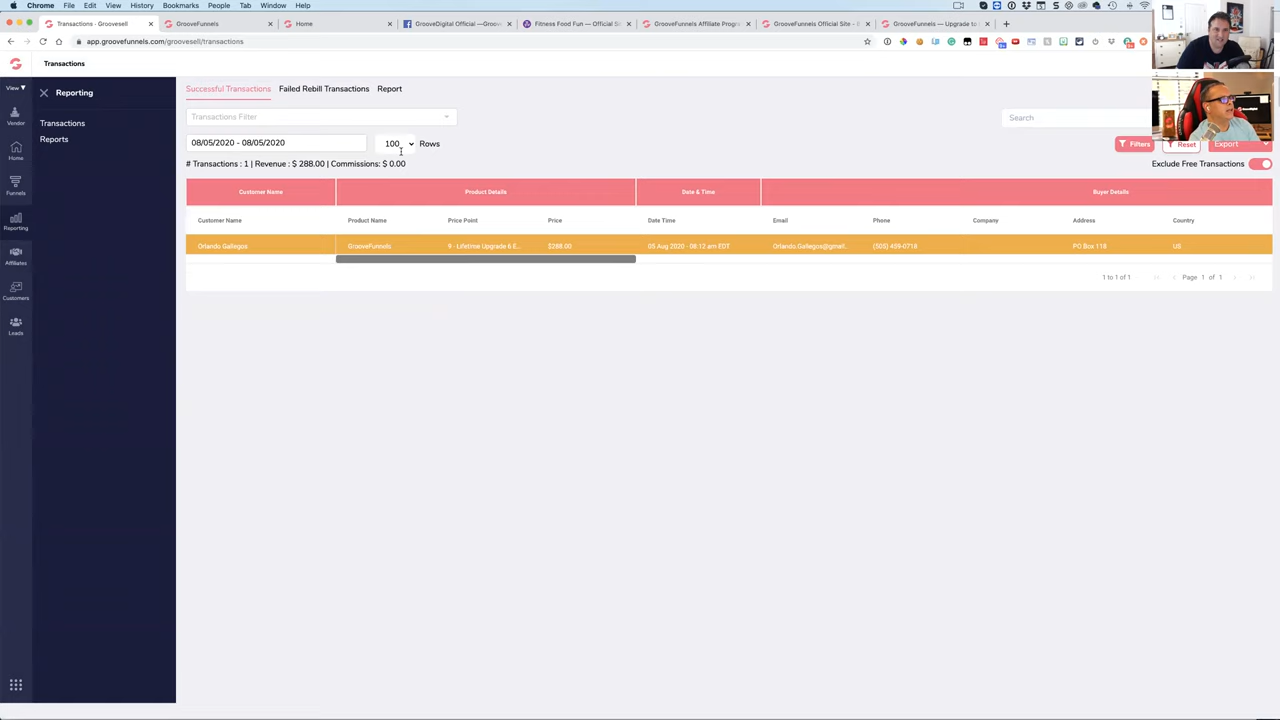 Chrome File Edit View History Bookmarks People Tab Window Help
Transactions - Groovesell GrooveFunnels Home GrooveDigital Official —Groov Fitness Food Fun — Official Si GrooveFunnels Affiliate Progra GrooveFunnels Official Site - GrooveFunnels — Upgrade to
app.groovefunnels.com/groovesell/transactions
Transactions
View
Reporting
Vendor
Home
Funnels
Reporting
Affiliates
Customers
Leads
Transactions
Reports
Successful Transactions Failed Rebill Transactions Report
Transactions Filter Search
08/05/2020 - 08/05/2020 100 Rows Filters Reset Export
# Transactions : 1 | Revenue : $ 288.00 | Commissions: $ 0.00 Exclude Free Transactions
Customer Name Product Details Date & Time Buyer Details
Customer Name Product Name Price Point Price Date Time Email Phone Company Address Country
Orlando Gallegos GrooveFunnels 9 - Lifetime Upgrade 6 E... $288.00 05 Aug 2020 - 08:12 am EDT Orlando.Gallegos@gmail.. (505) 459-0716 PO Box 118 US
1 to 1 of 1 Page 1 of 1